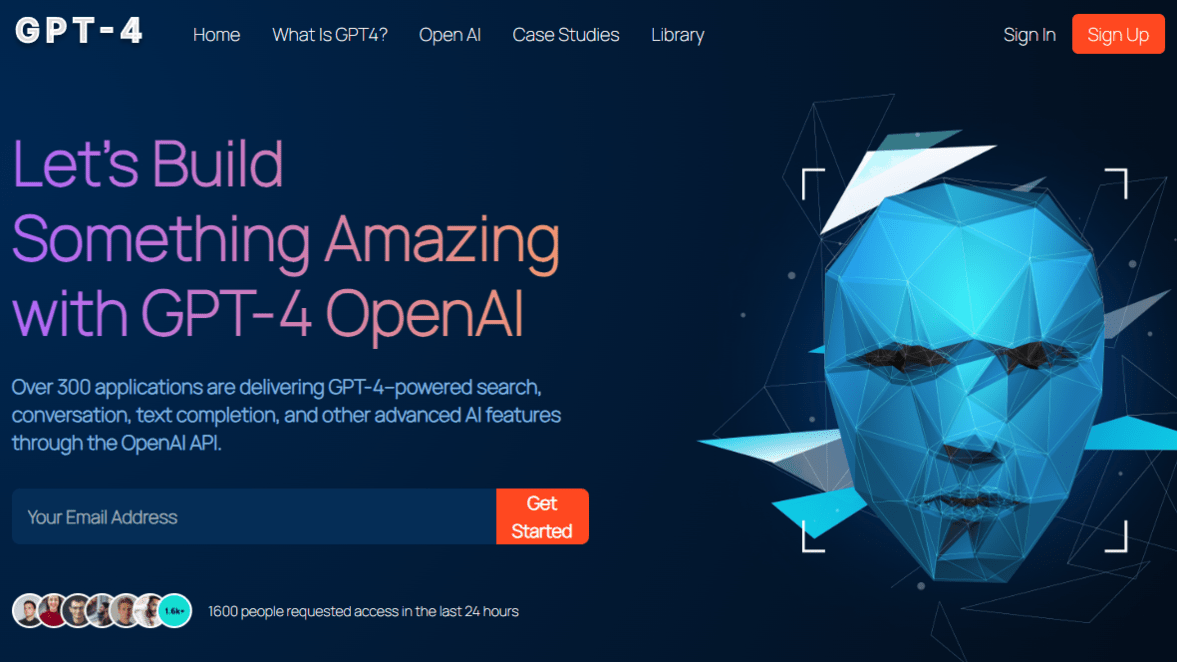 GPT-4
Home
What Is GPT4?
Open AI
Case Studies
Library
Sign In
Sign Up
Let's Build
Something Amazing
with GPT-4 OpenAI
Over 300 applications are delivering GPT-4–powered search,
conversation, text completion, and other advanced AI features
through the OpenAI API.
Your Email Address
Get
Started
1.6k+
1600 people requested access in the last 24 hours